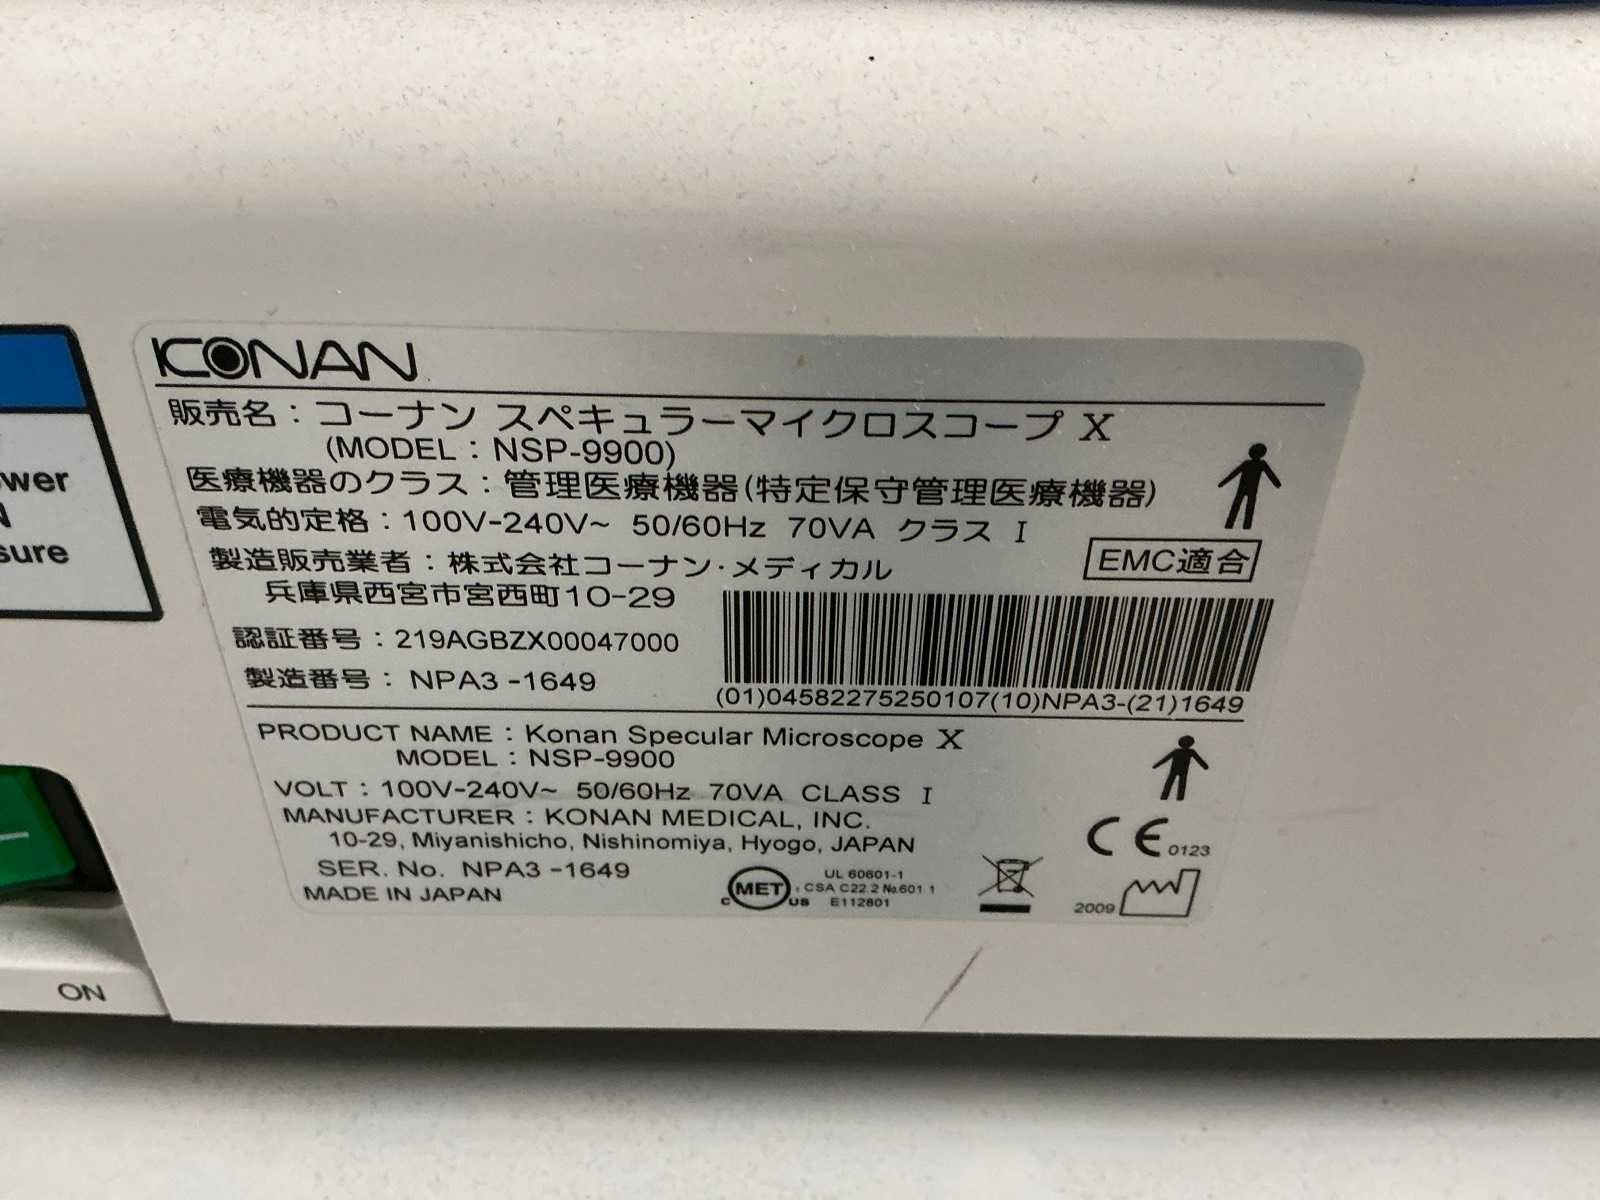 KONAN
販売名：コーナン スペキュラーマイクロスコープ X
(MODEL：NSP-9900)
医療機器のクラス：管理医療機器(特定保守管理医療機器)
電気的定格：100V-240V~ 50/60Hz 70VA クラス I
製造販売業者：株式会社コーナン・メディカル
兵庫県西宮市宮西町10-29
EMC適合
認証番号：219AGBZX00047000
製造番号：NPA3 -1649
(01)04582275250107(10)NPA3-(21)1649
PRODUCT NAME : Konan Specular Microscope X
MODEL : NSP-9900
VOLT : 100V-240V~ 50/60Hz 70VA CLASS I
MANUFACTURER : KONAN MEDICAL, INC.
10-29, Miyanishicho, Nishinomiya, Hyogo, JAPAN
SER. No. NPA3 -1649
MADE IN JAPAN
C MET US
UL 60601-1
CSA C22.2 No.601 1
E112801
CE 0123
2009
sure
ON